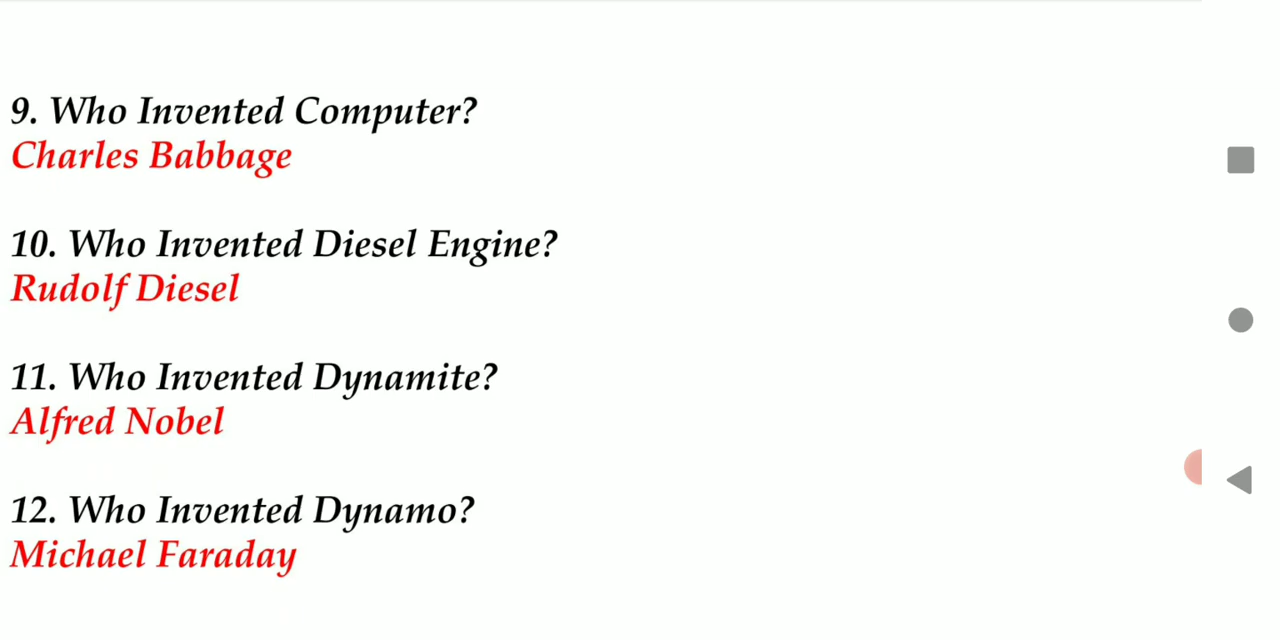 9. Who Invented Computer?
Charles Babbage
10. Who Invented Diesel Engine?
Rudolf Diesel
11. Who Invented Dynamite?
Alfred Nobel
12. Who Invented Dynamo?
Michael Faraday